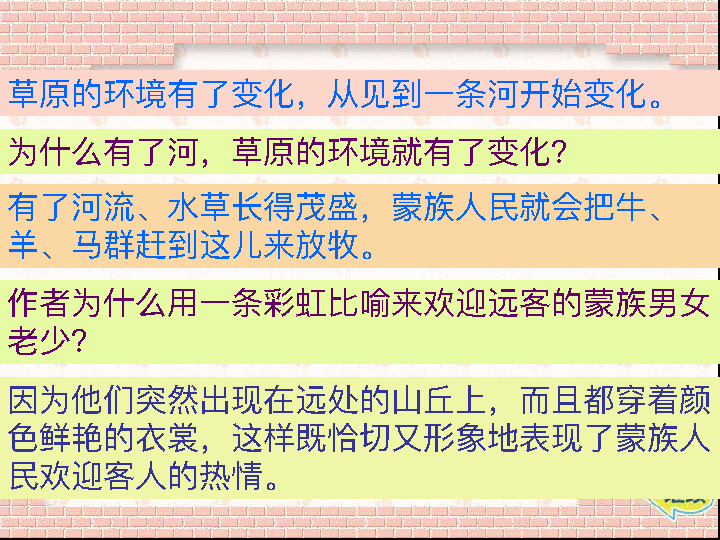 草原的环境有了变化，从见到一条河开始变化。
为什么有了河，草原的环境就有了变化？
有了河流、水草长得茂盛，蒙族人民就会把牛、
羊、马群赶到这儿来放牧。
作者为什么用一条彩虹比喻来欢迎远客的蒙族男女
老少？
因为他们突然出现在远处的山丘上，而且都穿着颜
色鲜艳的衣裳，这样既恰切又形象地表现了蒙族人
民欢迎客人的热情。